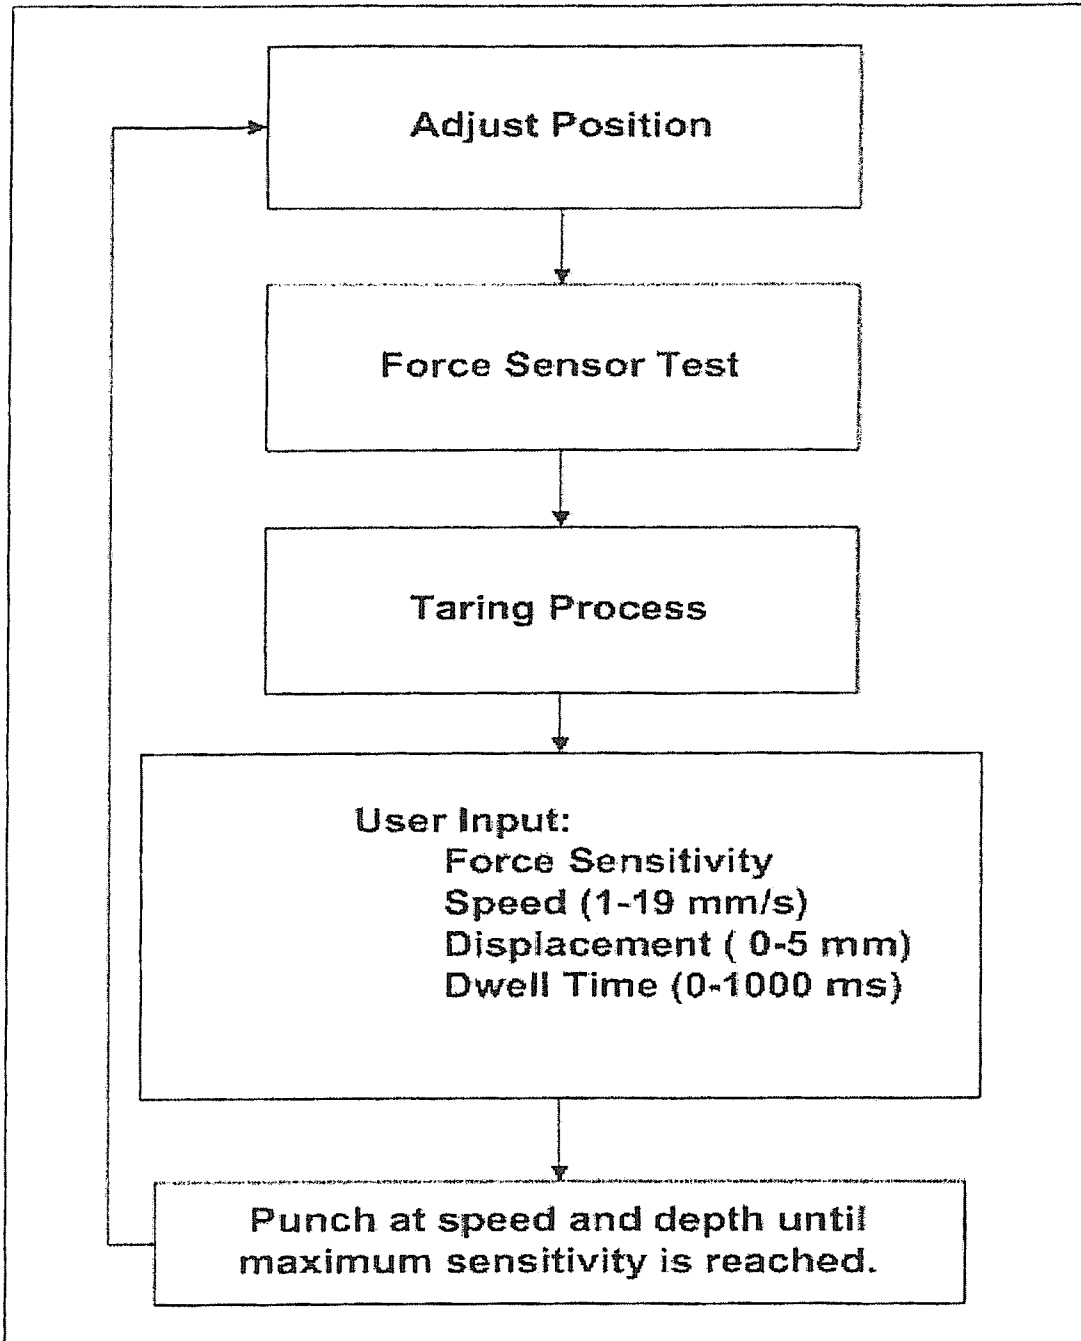 Adjust Position
Force Sensor Test
Taring Process
User Input:
Force Sensitivity
Speed (1-19 mm/s)
Displacement ( 0-5 mm)
Dwell Time (0-1000 ms)
Punch at speed and depth until
maximum sensitivity is reached.